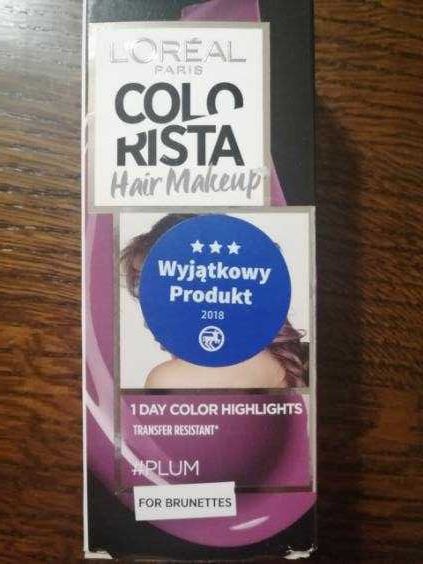 L'ORÉAL
PARIS
COLO
RISTA
Hair Makeup
Wyjątkowy
Produkt
2018
1 DAY COLOR HIGHLIGHTS
TRANSFER RESISTANT*
#PLUM
FOR BRUNETTES